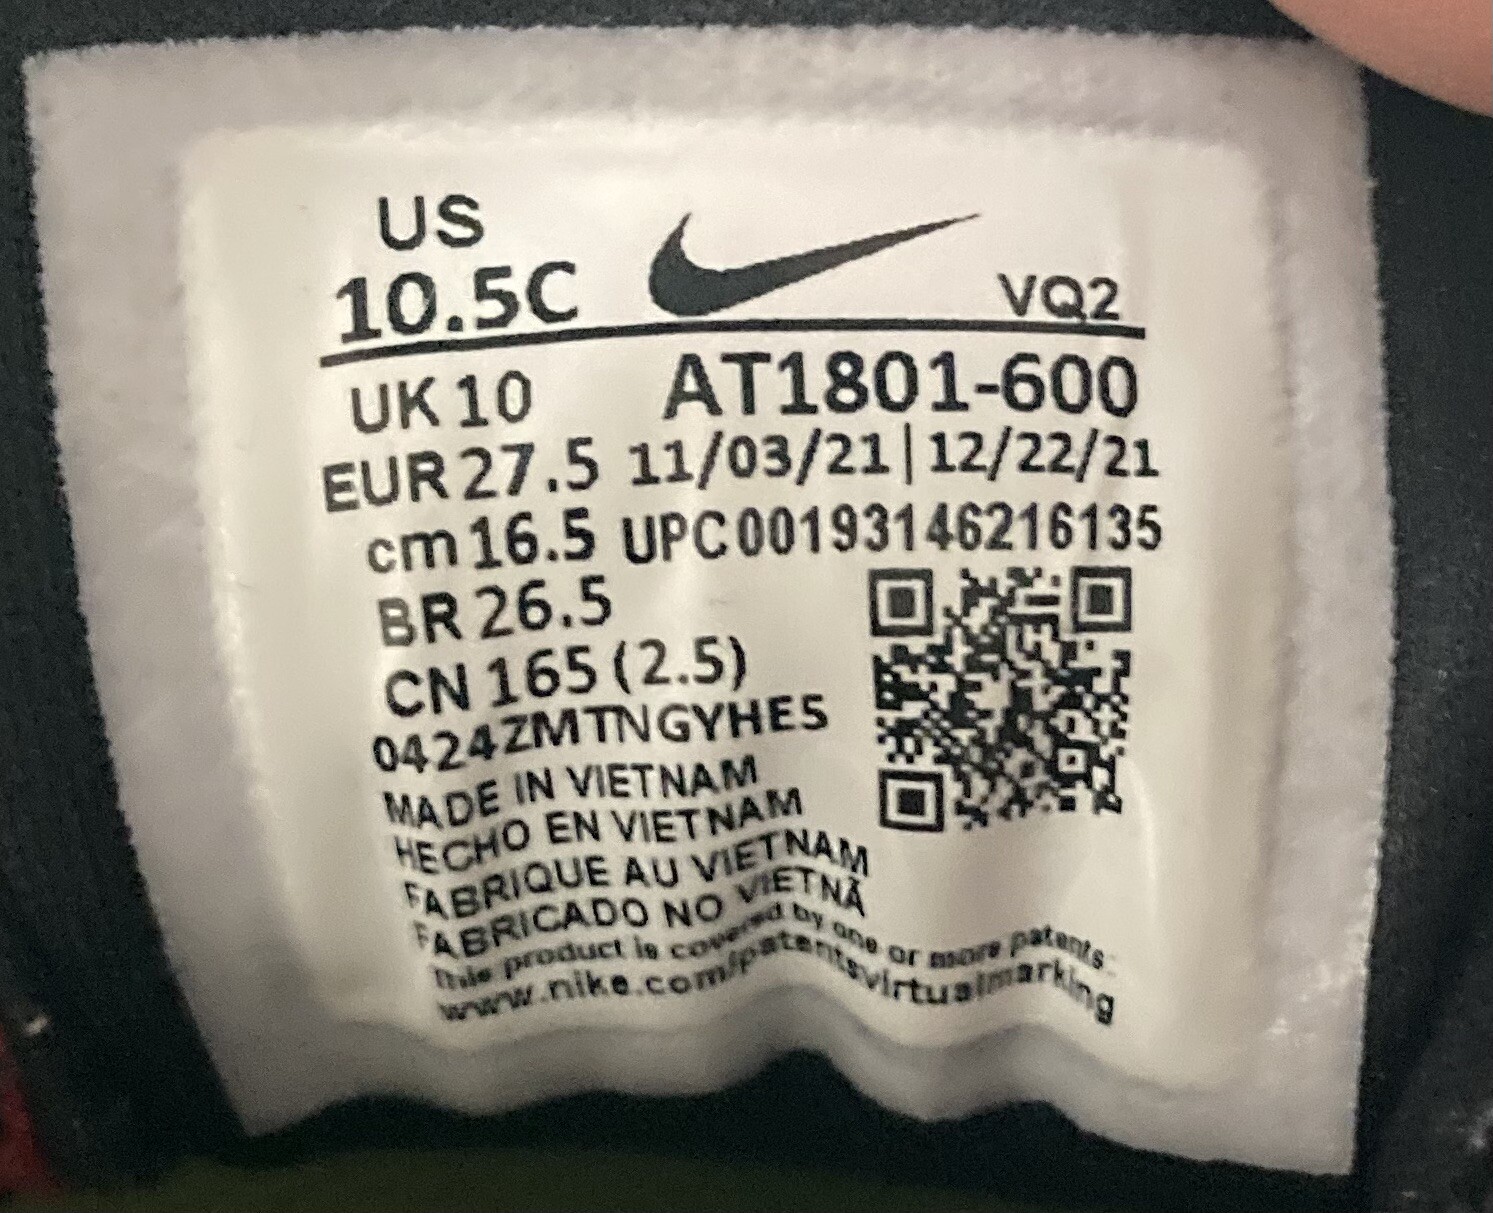 US
10.5C
VQ2
UK 10 AT1801-600
EUR 27.5 11/03/21 | 12/22/21
cm 16.5 UPC 00193146216135
BR 26.5
CN 165 (2.5)
0424ZMTNGYHE5
MADE IN VIETNAM
HECHO EN VIETNAM
FABRIQUE AU VIETNAM
FABRICADO NO VIETNÃ
This product is covered by one or more patents:
www.nike.com/patentsvirtualmarking